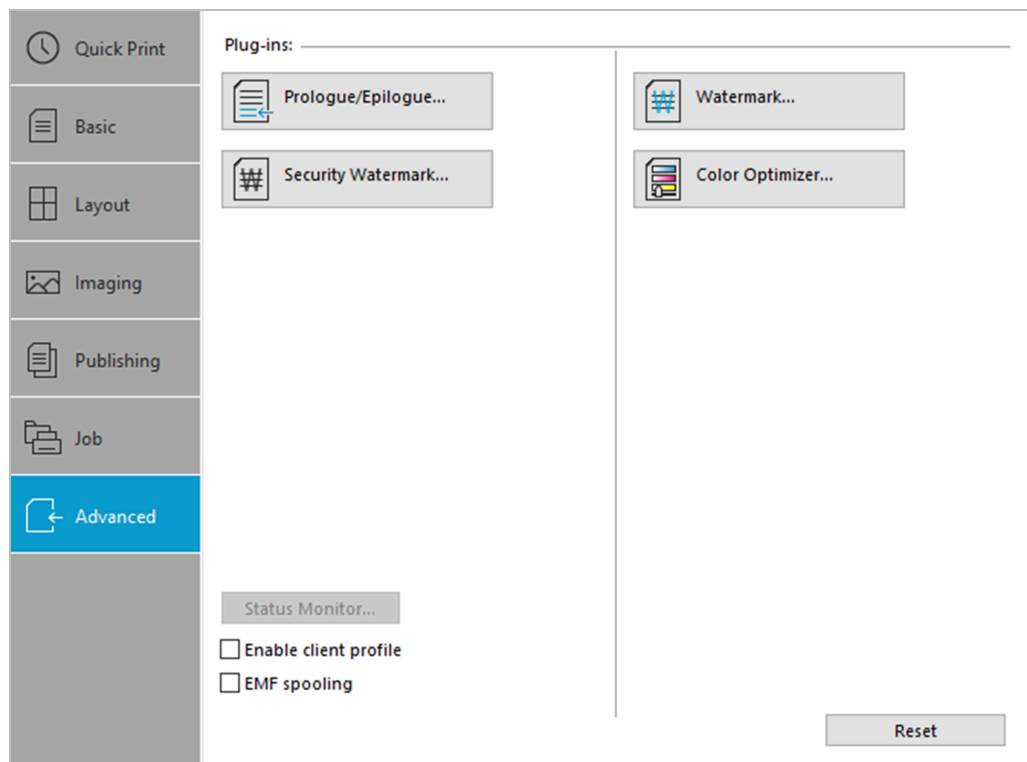 Quick Print
Basic
Layout
Imaging
Publishing
Job
Advanced
Plug-ins:
Prologue/Epilogue...
Watermark...
Security Watermark...
Color Optimizer...
Status Monitor...
Enable client profile
EMF spooling
Reset